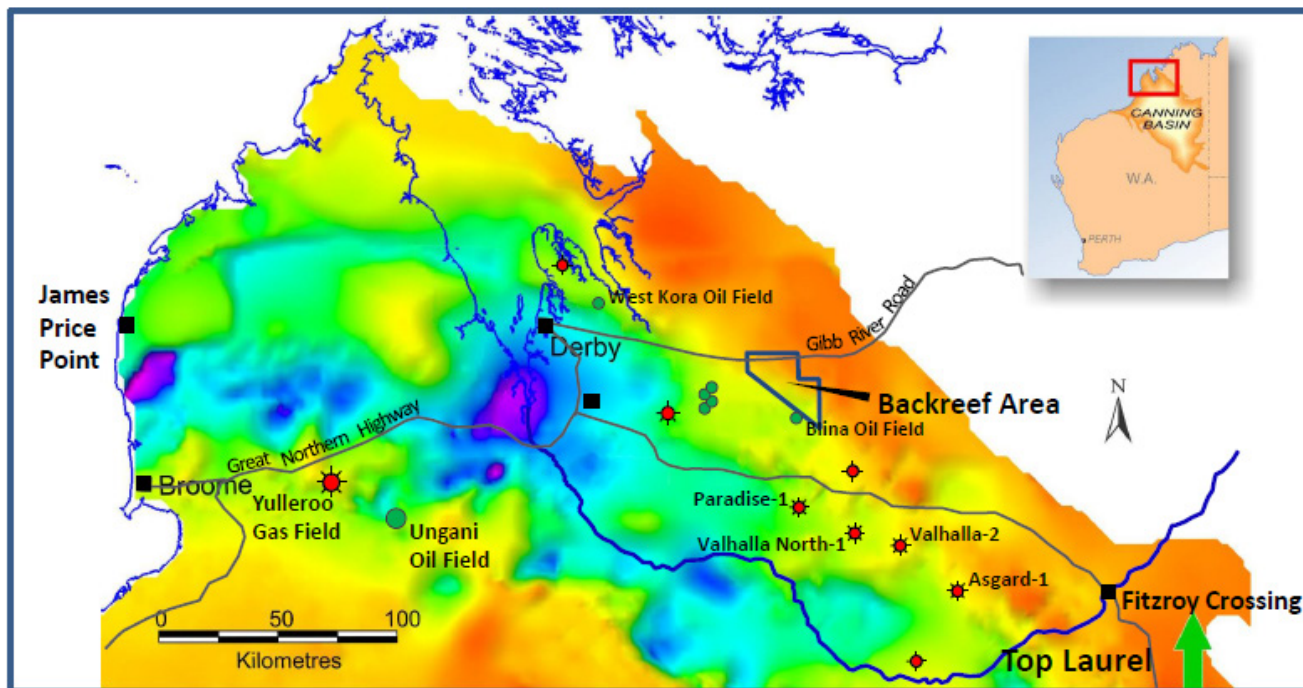 CANNING
BASIN
W.A.
PERTH
James
Price
Point
West Kora Oil Field
Gibb River Road
Derby
N
Backreef Area
Blina Oil Field
Great Northern Highway
Broome
Yulleroo
Gas Field
Ungani
Oil Field
Paradise-1
Valhalla North-1
Valhalla-2
Asgard-1
Fitzroy Crossing
0 50 100
Kilometres
Top Laurel